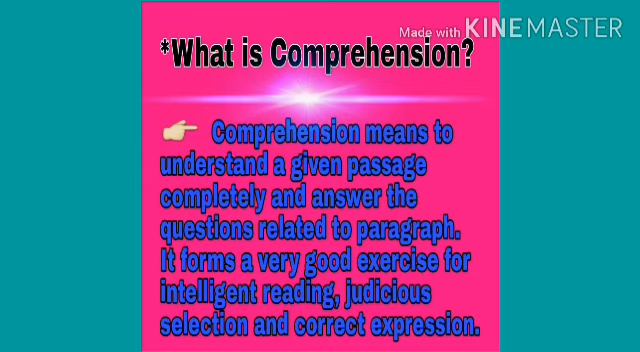 Made with KINEMASTER
*What is Comprehension?
👉 Comprehension means to
understand a given passage
completely and answer the
questions related to paragraph.
It forms a very good exercise for
intelligent reading, judicious
selection and correct expression.